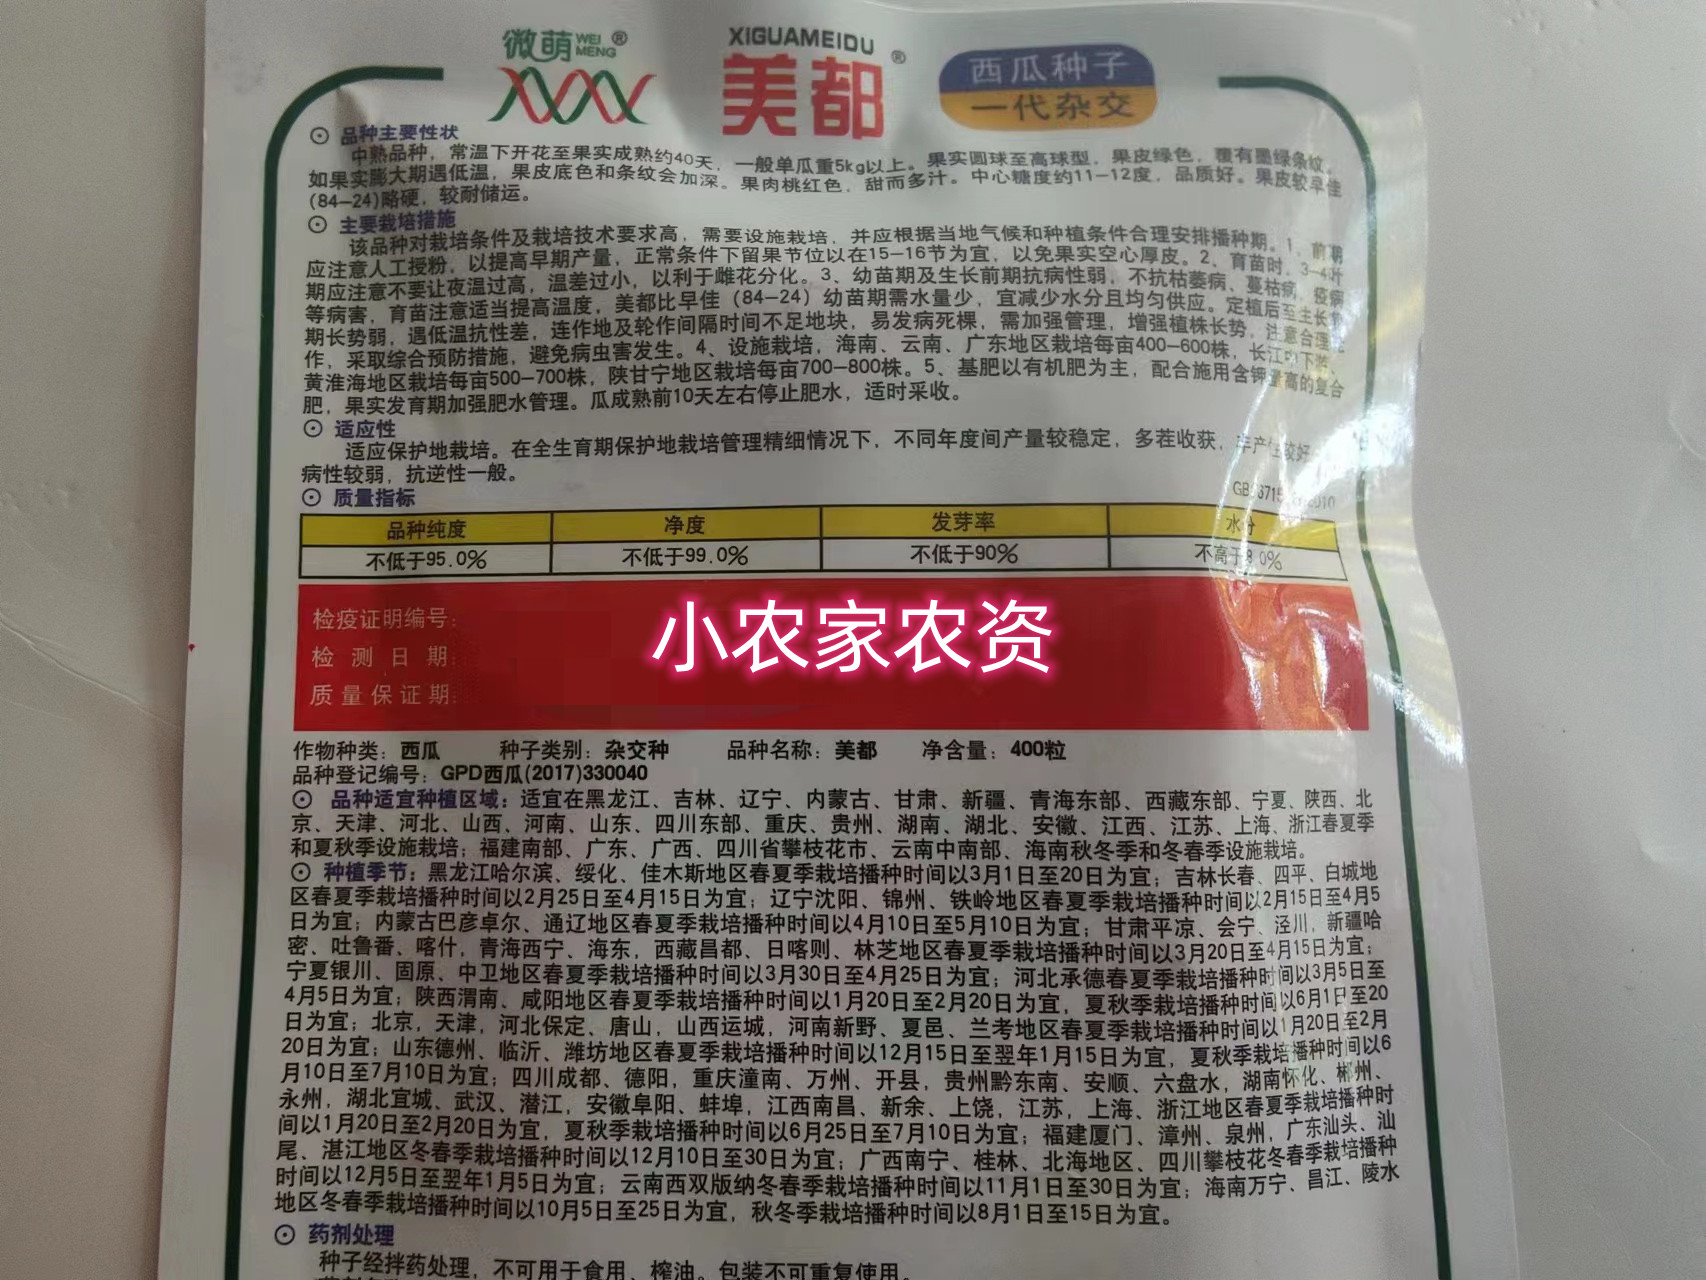 微萌 WEI MENG ®
XIGUAMEIDU
美都 ®
西瓜种子
一代杂交
⊙ 品种主要性状
中熟品种，常温下开花至果实成熟约40天，一般单瓜重5kg以上。果实圆球至高球型，果皮绿色，覆有墨绿条纹，
如果实膨大期遇低温，果皮底色和条纹会加深。果肉桃红色，甜而多汁。中心糖度约11-12度，品质好。果皮较早佳
(84-24)略硬，较耐储运。
⊙ 主要栽培措施
该品种对栽培条件及栽培技术要求高，需要设施栽培，并应根据当地气候和种植条件合理安排播种期。1、前期
应注意人工授粉，以提高早期产量，正常条件下留果节位以在15-16节为宜，以免果实空心厚皮。2、育苗时，3-4叶
期应注意不要让夜温过高，温差过小，以利于雌花分化。3、幼苗期及生长前期抗病性弱，不抗枯萎病、蔓枯病、疫病
等病害，育苗注意适当提高温度，美都比早佳（84-24）幼苗期需水量少，宜减少水分且均匀供应。定植后至生长前
期长势弱，遇低温抗性差，连作地及轮作间隔时间不足地块，易发病死棵，需加强管理，增强植株长势，注意合理轮
作，采取综合预防措施，避免病虫害发生。4、设施栽培，海南、云南、广东地区栽培每亩400-600株，长江中下游、
黄淮海地区栽培每亩500-700株，陕甘宁地区栽培每亩700-800株。5、基肥以有机肥为主，配合施用含钾量高的复合
肥，果实发育期加强肥水管理。瓜成熟前10天左右停止肥水，适时采收。
⊙ 适应性
适应保护地栽培。在全生育期保护地栽培管理精细情况下，不同年度间产量较稳定，多茬收获，丰产性较好
病性较弱，抗逆性一般。
⊙ 质量指标
品种纯度 净度 发芽率 水分
不低于95.0% 不低于99.0% 不低于90% 不高于8.0%
检疫证明编号：
检测日期：
质量保证期：
小农家农资
作物种类：西瓜 种子类别：杂交种 品种名称：美都 净含量：400粒
品种登记编号：GPD西瓜(2017)330040
⊙ 品种适宜种植区域：适宜在黑龙江、吉林、辽宁、内蒙古、甘肃、新疆、青海东部、西藏东部、宁夏、陕西、北
京、天津、河北、山西、河南、山东、四川东部、重庆、贵州、湖南、湖北、安徽、江西、江苏、上海、浙江春夏季
和夏秋季设施栽培；福建南部、广东、广西、四川省攀枝花市、云南中南部、海南秋冬季和冬春季设施栽培。
⊙ 种植季节：黑龙江哈尔滨、绥化、佳木斯地区春夏季栽培播种时间以3月1日至20日为宜；吉林长春、四平、白城地
区春夏季栽培播种时间以2月25日至4月15日为宜；辽宁沈阳、锦州、铁岭地区春夏季栽培播种时间以2月15日至4月5
日为宜；内蒙古巴彦卓尔、通辽地区春夏季栽培播种时间以4月10日至5月10日为宜；甘肃平凉、会宁、泾川，新疆哈
密、吐鲁番、喀什，青海西宁、海东，西藏昌都、日喀则、林芝地区春夏季栽培播种时间以3月20日至4月15日为宜；
宁夏银川、固原、中卫地区春夏季栽培播种时间以3月30日至4月25日为宜；河北承德春夏季栽培播种时间以3月5日至
4月5日为宜；陕西渭南、咸阳地区春夏季栽培播种时间以1月20日至2月20日为宜，夏秋季栽培播种时间以6月1日至20
日为宜；北京，天津，河北保定、唐山，山西运城，河南新野、夏邑、兰考地区春夏季栽培播种时间以1月20日至2月
20日为宜；山东德州、临沂、潍坊地区春夏季栽培播种时间以12月15日至翌年1月15日为宜，夏秋季栽培播种时间以6
月10日至7月10日为宜；四川成都、德阳，重庆潼南、万州、开县，贵州黔东南、安顺、六盘水，湖南怀化、郴州、
永州，湖北宜城、武汉、潜江，安徽阜阳、蚌埠，江西南昌、新余、上饶，江苏，上海、浙江地区春夏季栽培播种时
间以1月20日至2月20日为宜，夏秋季栽培播种时间以6月25日至7月10日为宜；福建厦门、漳州、泉州，广东汕头、汕
尾、湛江地区冬春季栽培播种时间以12月10日至30日为宜；广西南宁、桂林、北海地区、四川攀枝花冬春季栽培播种
时间以12月5日至翌年1月5日为宜；云南西双版纳冬春季栽培播种时间以11月1日至30日为宜；海南万宁、昌江、陵水
地区冬春季栽培播种时间以10月5日至25日为宜，秋冬季栽培播种时间以8月1日至15日为宜。
⊙ 药剂处理
种子经拌药处理，不可用于食用、榨油。包装不可重复使用。